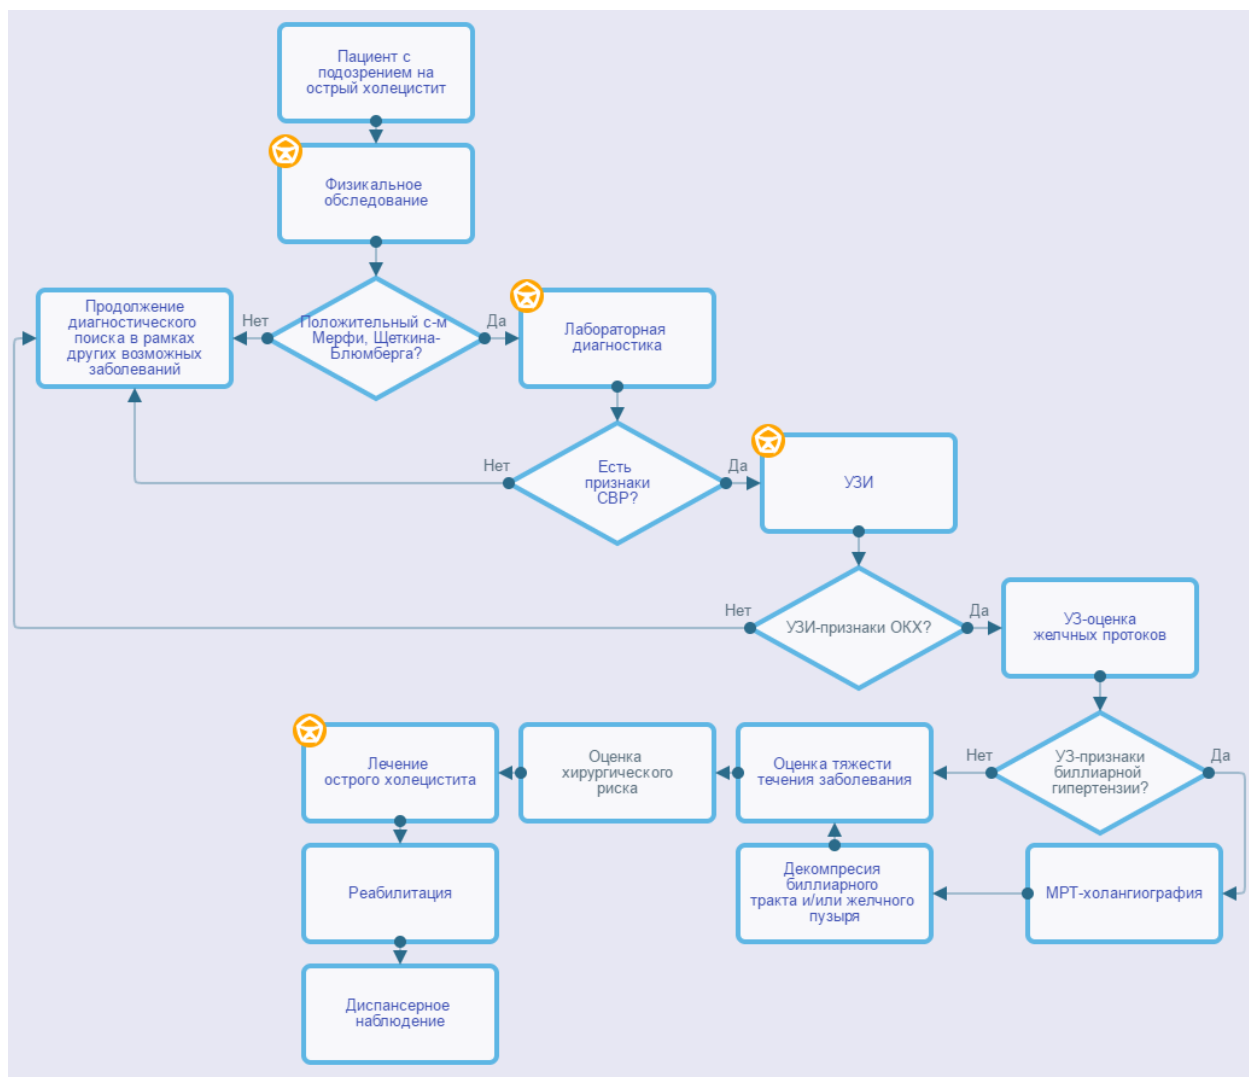 Пациент с
подозрением на
острый холецистит
Физикальное
обследование
Продолжение
диагностического
поиска в рамках
других возможных
заболеваний
Нет
Положительный с-м
Мерфи, Щеткина-
Блюмберга?
Да
Лабораторная
диагностика
Нет
Есть
признаки
СВР?
Да
УЗИ
Нет
УЗИ-признаки ОКХ?
Да
УЗ-оценка
желчных протоков
Лечение
острого холецистита
Оценка
хирургического
риска
Оценка тяжести
течения заболевания
Нет
УЗ-признаки
биллиарной
гипертензии?
Да
Реабилитация
Декомпресия
биллиарного
тракта и/или желчного
пузыря
МРТ-холангиография
Диспансерное
наблюдение